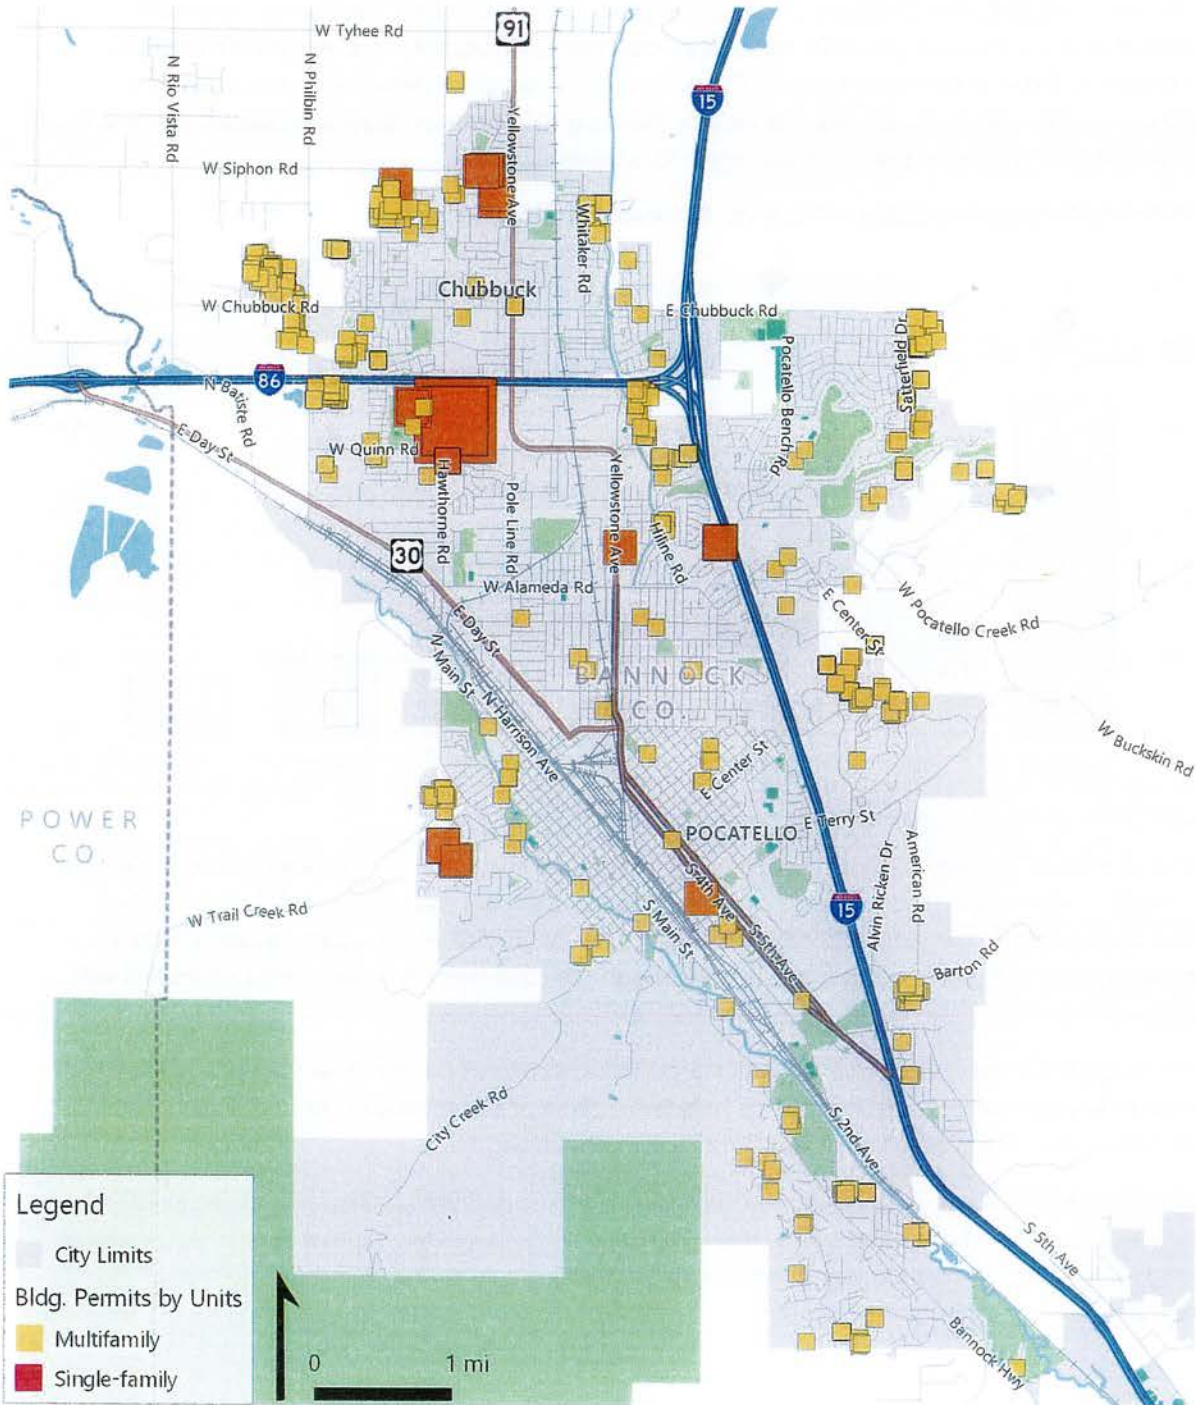 W Tyhee Rd
91
N Rio Vista Rd
N Philbin Rd
Yellowstone Ave
15
W Siphon Rd
Whitaker Rd
Chubbuck
W Chubbuck Rd
E Chubbuck Rd
Satterfield Dr
Pocatello Bench Rd
86
N Batiste Rd
E Day St
W Quinn Rd
Hawthorne Rd
Pole Line Rd
Yellowstone Ave
Hiline Rd
30
W Alameda Rd
E Day St
E Center St
W Pocatello Creek Rd
N Main St
N Harrison Ave
BANNOCK
CO.
W Buckskin Rd
E Center St
POWER
CO.
POCATELLO
E Terry St
American Rd
Alvin Ricken Dr
S 4th Ave
15
W Trail Creek Rd
S Main St
S 5th Ave
Barton Rd
City Creek Rd
S 2nd Ave
S 5th Ave
Bannock Hwy
Legend
City Limits
Bldg. Permits by Units
Multifamily
Single-family
0 1 mi